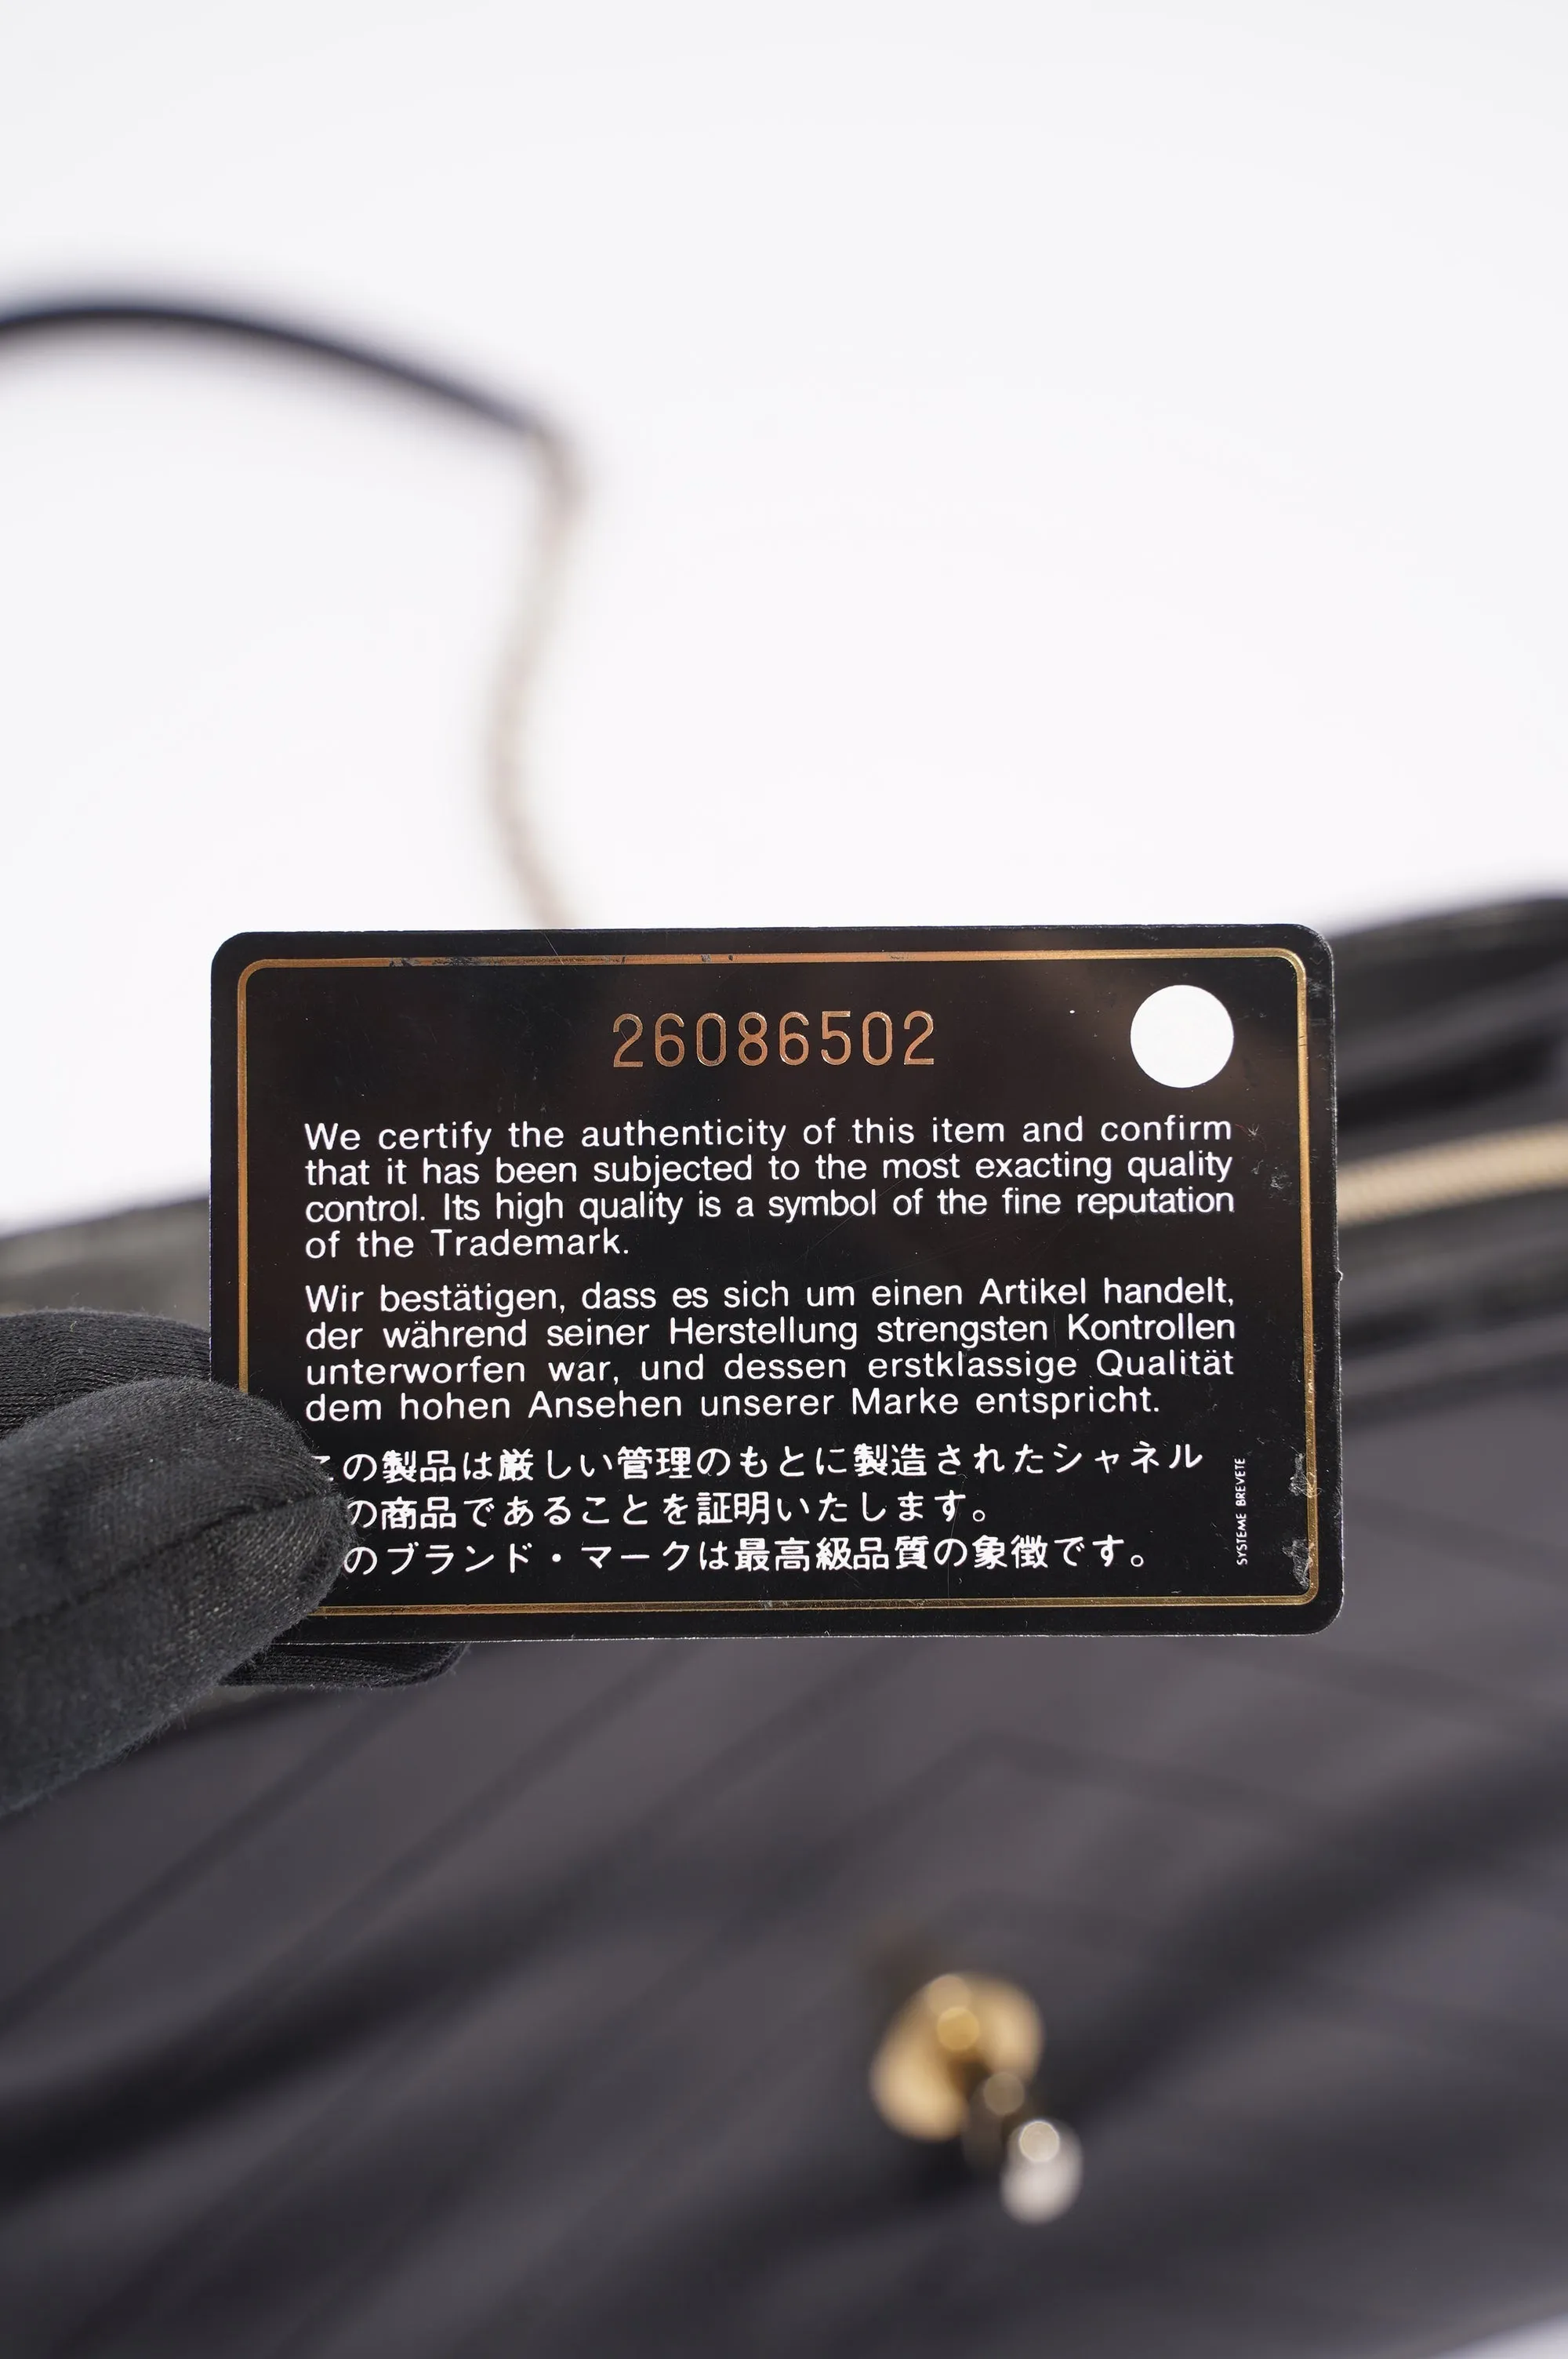 26086502
We certify the authenticity of this item and confirm
that it has been subjected to the most exacting quality
control. Its high quality is a symbol of the fine reputation
of the Trademark.
Wir bestätigen, dass es sich um einen Artikel handelt,
der während seiner Herstellung strengsten Kontrollen
unterworfen war, und dessen erstklassige Qualität
dem hohen Ansehen unserer Marke entspricht.
この製品は厳しい管理のもとに製造されたシャネル
の商品であることを証明いたします。
のブランド・マークは最高級品質の象徴です。
SYSTEME BREVETE